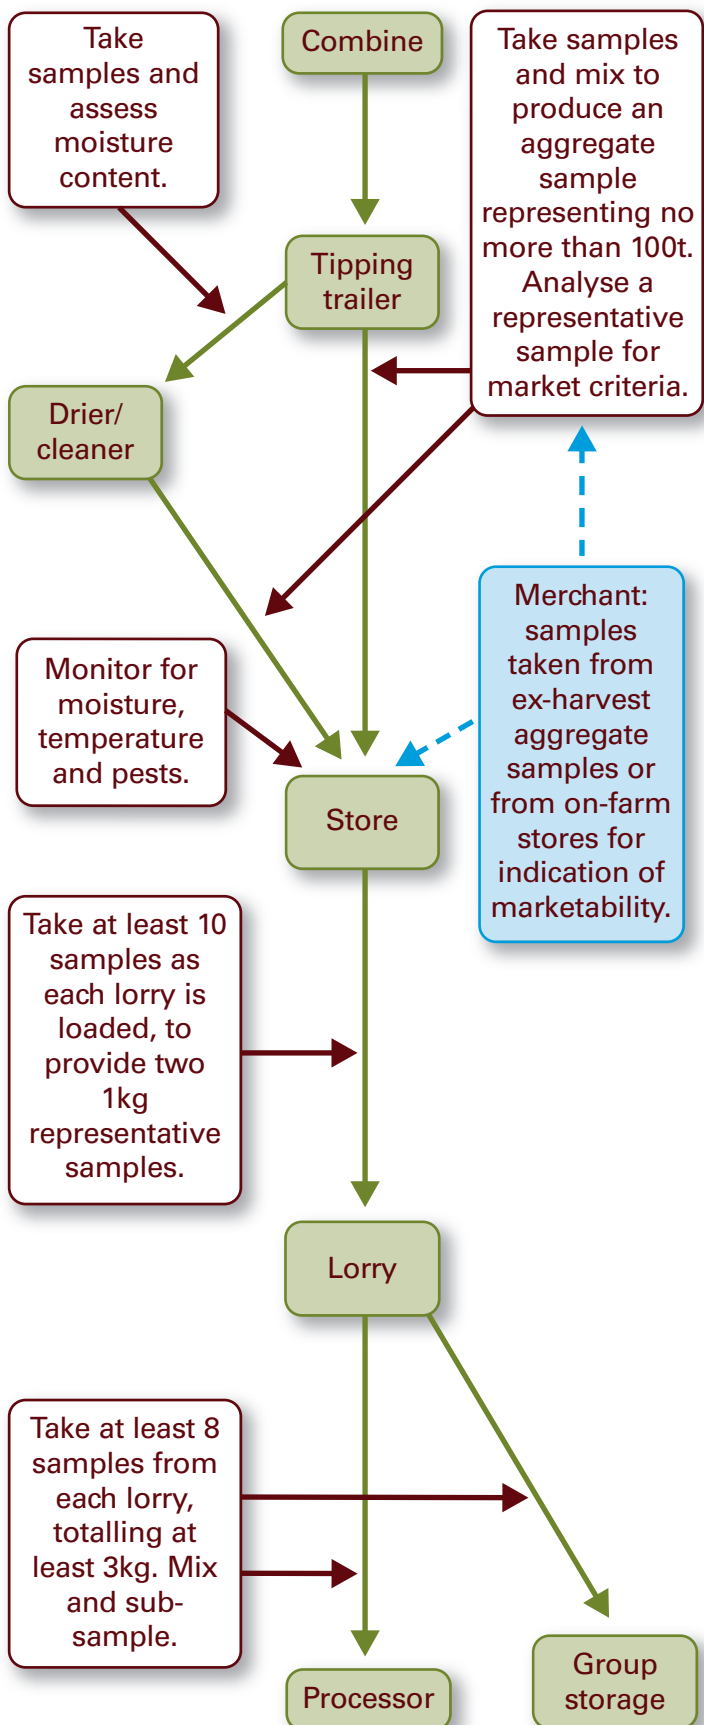 Take
samples and
assess
moisture
content.
Combine
Take samples
and mix to
produce an
aggregate
sample
representing no
more than 100t.
Analyse a
representative
sample for
market criteria.
Tipping
trailer
Drier/
cleaner
Merchant:
samples
taken from
ex-harvest
aggregate
samples or
from on-farm
stores for
indication of
marketability.
Monitor for
moisture,
temperature
and pests.
Store
Take at least 10
samples as
each lorry is
loaded, to
provide two
1kg
representative
samples.
Lorry
Take at least 8
samples from
each lorry,
totalling at
least 3kg. Mix
and sub-
sample.
Processor
Group
storage